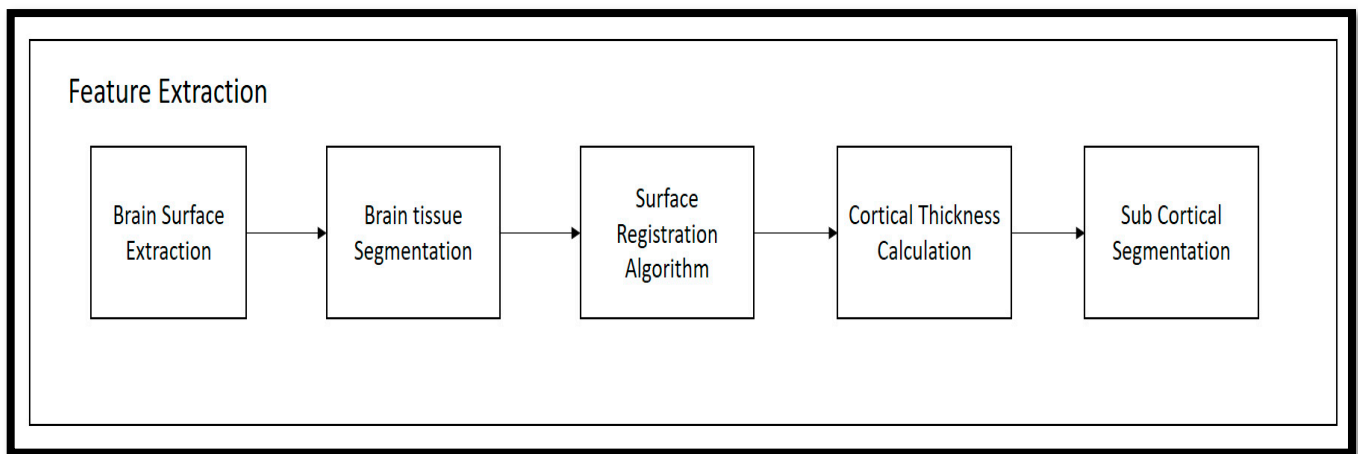 Feature Extraction
Brain Surface
Extraction
Brain tissue
Segmentation
Surface
Registration
Algorithm
Cortical Thickness
Calculation
Sub Cortical
Segmentation